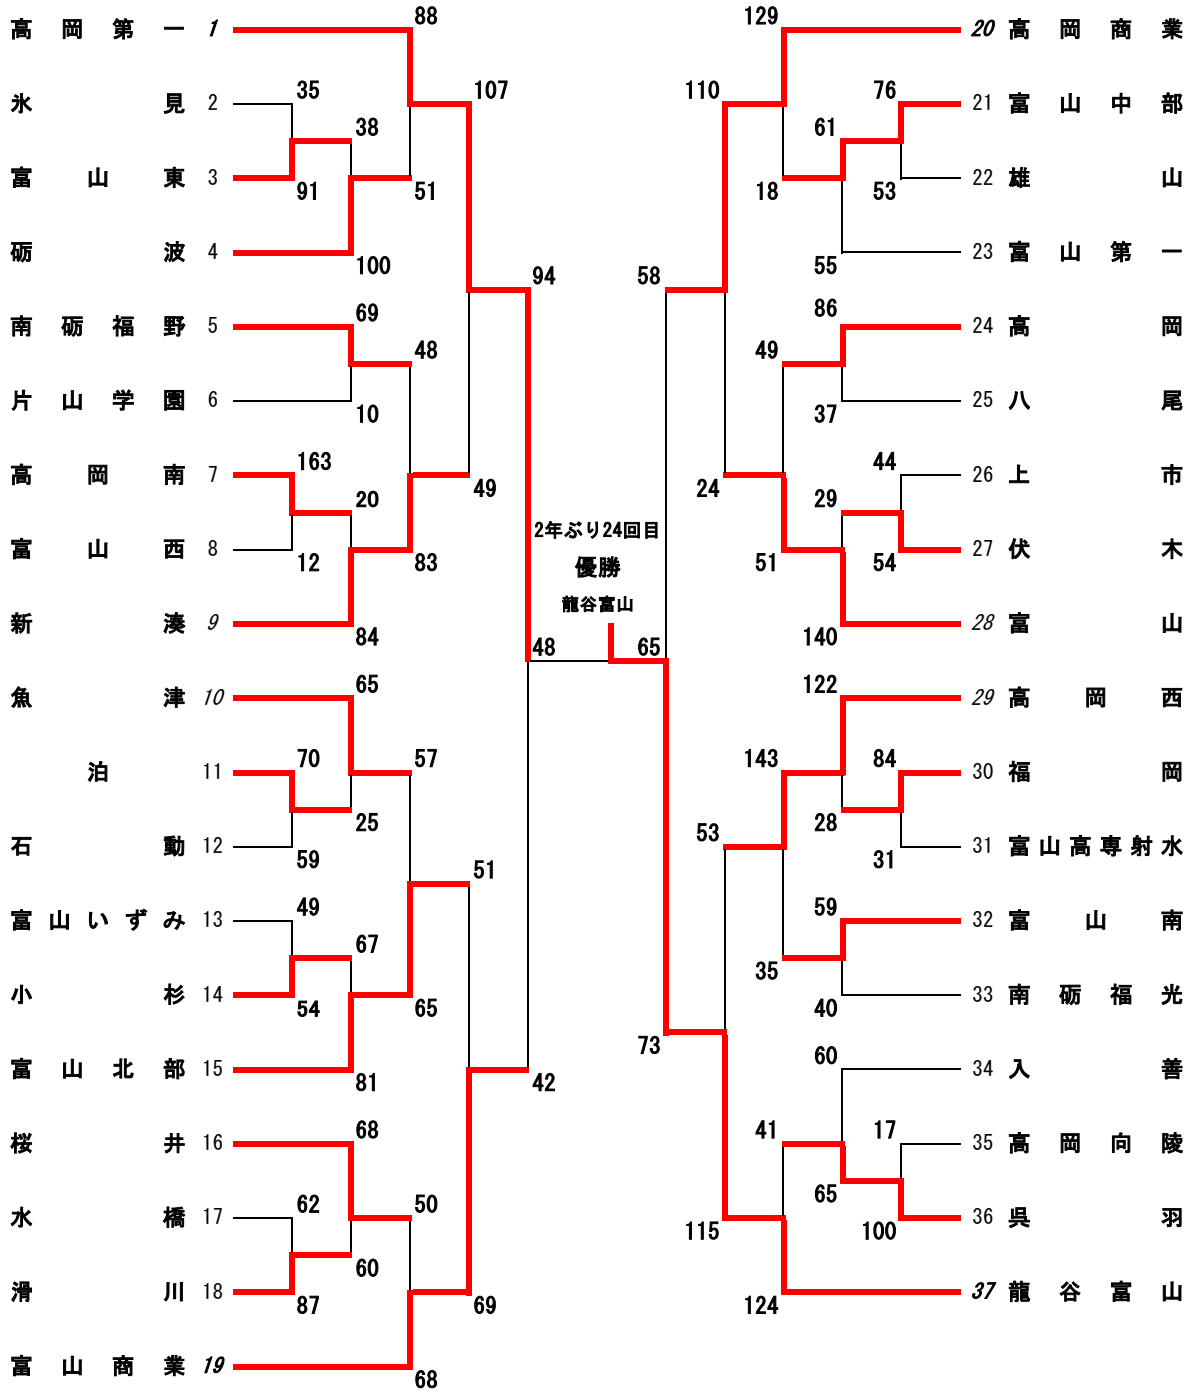 88
129
高岡第一 1
20 高岡商業
35
107
110
76
氷見 2
21 富山中部
38
61
富山東 3
22 雄山
91
51
18
53
砺波 4
23 富山第一
100
55
94
58
69
86
南砺福野 5
24 高岡
48
49
片山学園 6
25 八尾
10
37
163
44
高岡南 7
26 上市
20
49
24
29
2年ぶり24回目
富山西 8
27 伏木
12
83
51
54
優勝
龍谷富山
新湊 9
28 富山
84
140
48
65
65
122
魚津 10
29 高岡西
70
57
143
84
泊 11
30 福岡
25
28
53
石動 12
31 富山高専射水
59
31
51
49
59
富山いずみ 13
32 富山南
67
35
小杉 14
33 南砺福光
54
65
40
73
60
富山北部 15
34 入善
81
42
68
41
17
桜井 16
35 高岡向陵
65
62
50
水橋 17
36 呉羽
115
100
60
滑川 18
37 龍谷富山
87
69
124
富山商業 19
68